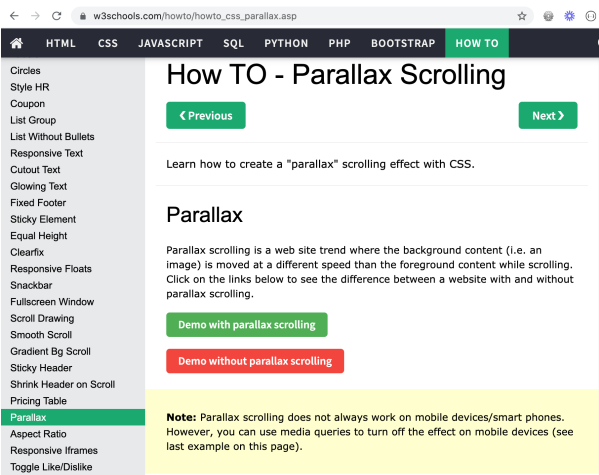 w3schools.com/howto/howto_css_parallax.asp
HTML CSS JAVASCRIPT SQL PYTHON PHP BOOTSTRAP HOW TO
Circles
Style HR
Coupon
List Group
List Without Bullets
Responsive Text
Cutout Text
Glowing Text
Fixed Footer
Sticky Element
Equal Height
Clearfix
Responsive Floats
Snackbar
Fullscreen Window
Scroll Drawing
Smooth Scroll
Gradient Bg Scroll
Sticky Header
Shrink Header on Scroll
Pricing Table
Parallax
Aspect Ratio
Responsive Iframes
Toggle Like/Dislike
How TO - Parallax Scrolling
❮ Previous
Next ❯
Learn how to create a "parallax" scrolling effect with CSS.
Parallax
Parallax scrolling is a web site trend where the background content (i.e. an
image) is moved at a different speed than the foreground content while scrolling.
Click on the links below to see the difference between a website with and without
parallax scrolling.
Demo with parallax scrolling
Demo without parallax scrolling
Note: Parallax scrolling does not always work on mobile devices/smart phones.
However, you can use media queries to turn off the effect on mobile devices (see
last example on this page).